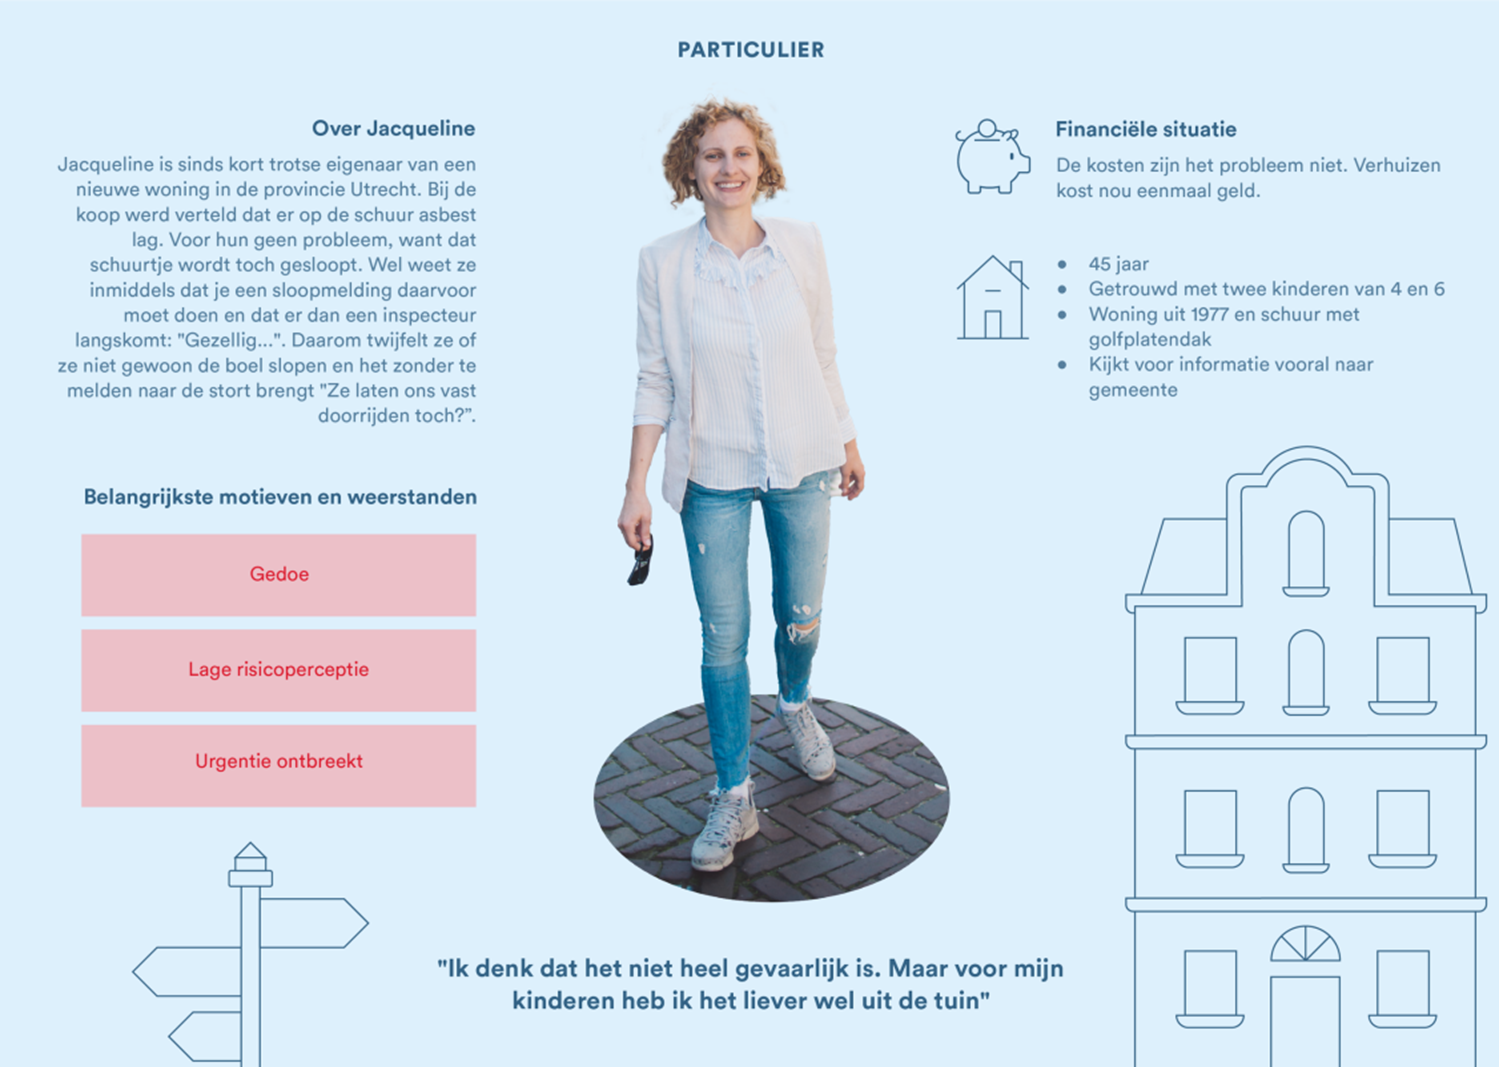 PARTICULIER
Over Jacqueline
Jacqueline is sinds kort trotse eigenaar van een
nieuwe woning in de provincie Utrecht. Bij de
koop werd verteld dat er op de schuur asbest
lag. Voor hun geen probleem, want dat
schuurtje wordt toch gesloopt. Wel weet ze
inmiddels dat je een sloopmelding daarvoor
moet doen en dat er dan een inspecteur
langskomt: "Gezellig...". Daarom twijfelt ze of
ze niet gewoon de boel slopen en het zonder te
melden naar de stort brengt "Ze laten ons vast
doorrijden toch?”.
Belangrijkste motieven en weerstanden
Gedoe
Lage risicoperceptie
Urgentie ontbreekt
Financiële situatie
De kosten zijn het probleem niet. Verhuizen
kost nou eenmaal geld.
● 45 jaar
● Getrouwd met twee kinderen van 4 en 6
● Woning uit 1977 en schuur met
golfplatendak
● Kijkt voor informatie vooral naar
gemeente
"Ik denk dat het niet heel gevaarlijk is. Maar voor mijn
kinderen heb ik het liever wel uit de tuin"